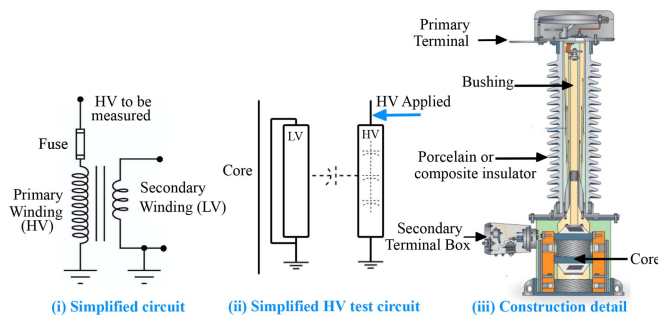 HV to be
measured
Fuse
Primary
Winding
(HV)
Secondary
Winding (LV)
(i) Simplified circuit
Core
LV
HV
HV Applied
(ii) Simplified HV test circuit
Primary
Terminal
Bushing
Porcelain or
composite insulator
Secondary
Terminal Box
Core
(iii) Construction detail